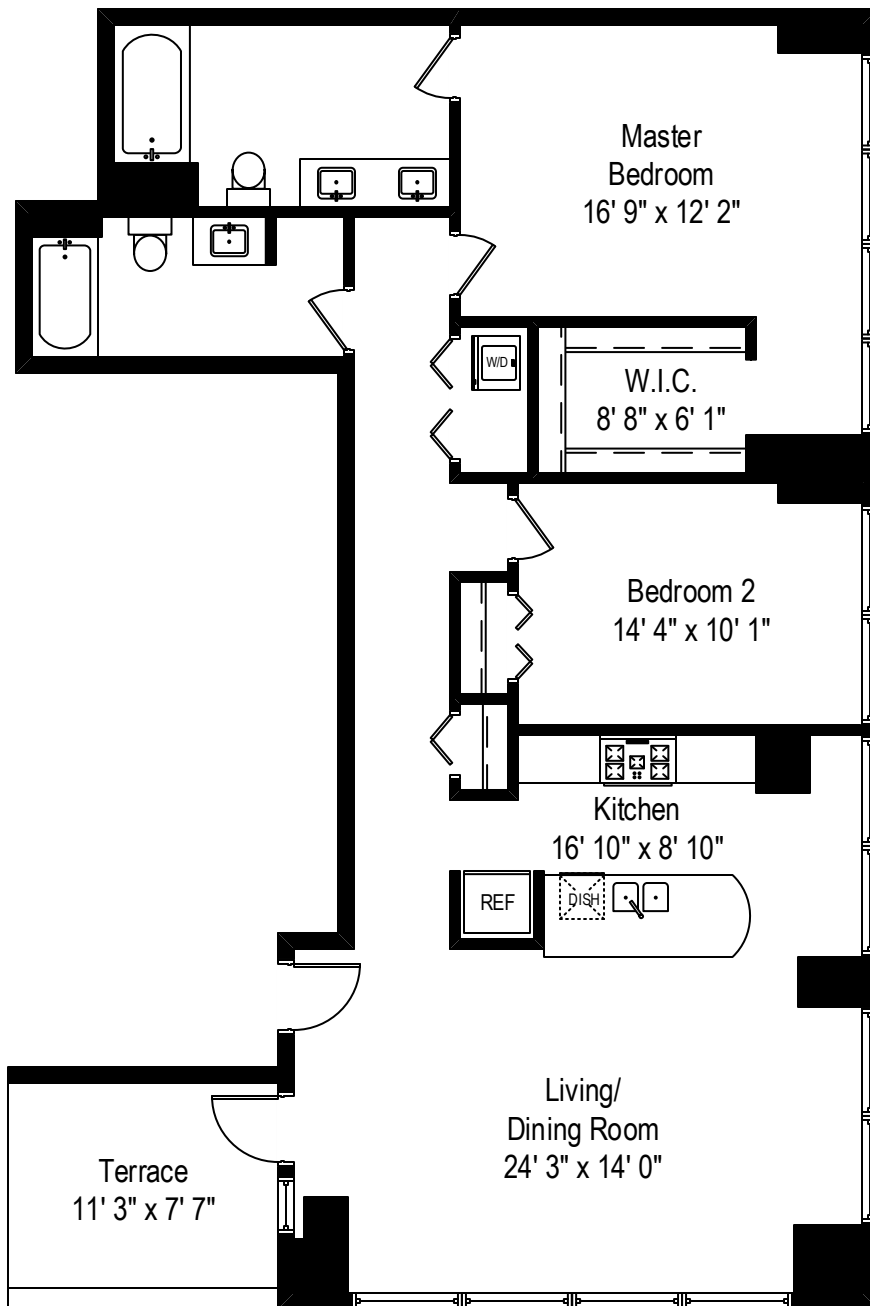 Master
Bedroom
16' 9" x 12' 2"
W/D
W.I.C.
8' 8" x 6' 1"
Bedroom 2
14' 4" x 10' 1"
Kitchen
16' 10" x 8' 10"
REF
DISH
Living/
Dining Room
24' 3" x 14' 0"
Terrace
11' 3" x 7' 7"